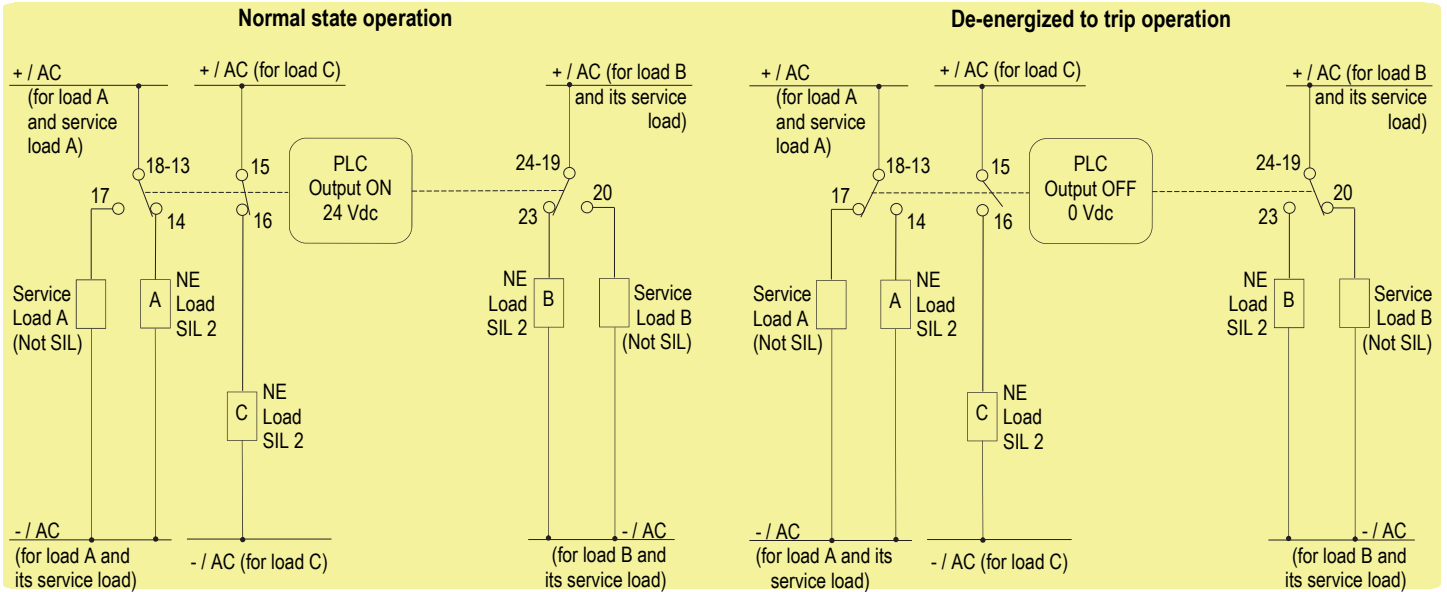 Normal state operation
+ / AC
(for load A
and service
load A)
+ / AC (for load C)
+ / AC (for load B
and its service
load)
18-13
15
PLC
Output ON
24 Vdc
24-19
17
14
16
23
20
Service
Load A
(Not SIL)
A
NE
Load
SIL 2
NE
Load
SIL 2
B
Service
Load B
(Not SIL)
C
NE
Load
SIL 2
- / AC
(for load A and
its service load)
- / AC (for load C)
- / AC
(for load B and
its service load)
De-energized to trip operation
+ / AC
(for load A
and service
load A)
+ / AC (for load C)
+ / AC (for load B
and its service
load)
18-13
15
PLC
Output OFF
0 Vdc
24-19
17
14
16
23
20
Service
Load A
(Not SIL)
A
NE
Load
SIL 2
NE
Load
SIL 2
B
Service
Load B
(Not SIL)
C
NE
Load
SIL 2
- / AC
(for load A and its
service load)
- / AC (for load C)
- / AC
(for load B and
its service load)